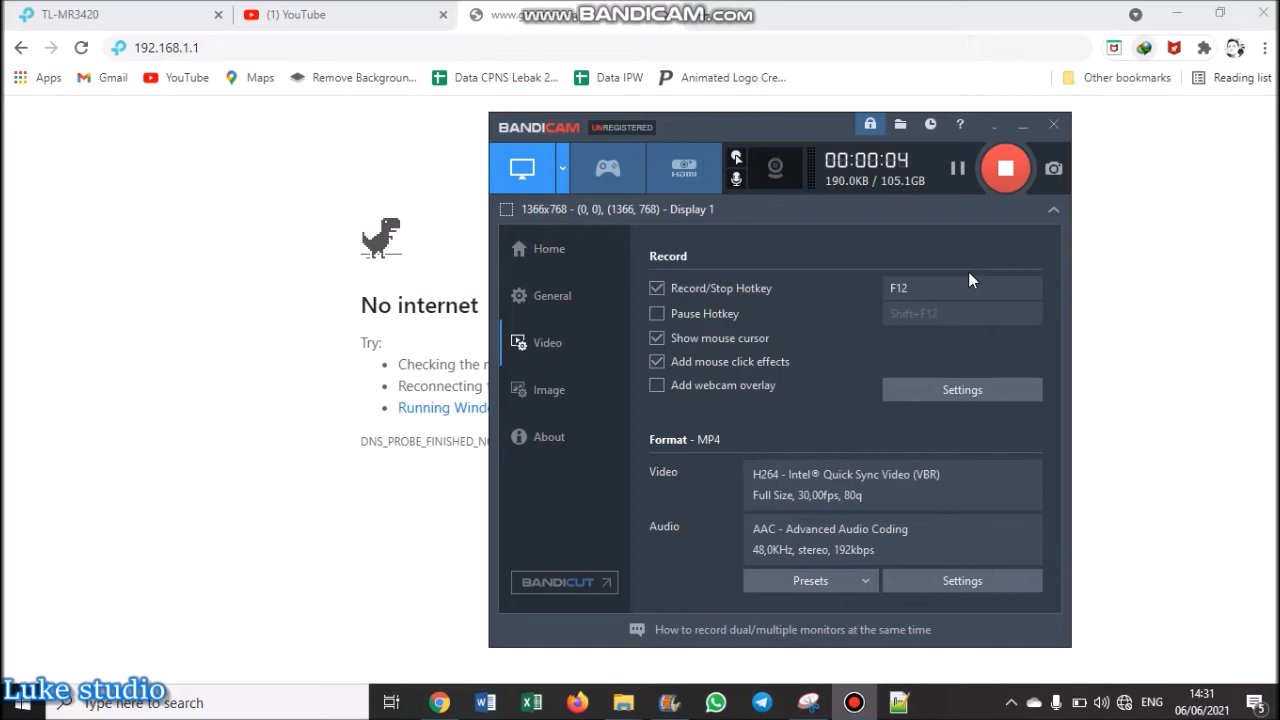 TL-MR3420
(1) YouTube
www.
www.BANDICAM.com
192.168.1.1
Apps
Gmail
YouTube
Maps
Remove Backgroun...
Data CPNS Lebak 2...
Data IPW
Animated Logo Cre...
Other bookmarks
Reading list
BANDICAM UNREGISTERED
HDMI
00:00:04
190.0KB / 105.1GB
1366x768 - (0, 0), (1366, 768) - Display 1
Home
General
Video
Image
About
BANDICUT
Record
Record/Stop Hotkey
F12
Pause Hotkey
Shift+F12
Show mouse cursor
Add mouse click effects
Add webcam overlay
Settings
Format - MP4
Video
H264 - Intel® Quick Sync Video (VBR)
Full Size, 30,00fps, 80q
Audio
AAC - Advanced Audio Coding
48,0KHz, stereo, 192kbps
Presets
Settings
How to record dual/multiple monitors at the same time
No internet
Try:
Checking the
Reconnecting
Running Wind
DNS_PROBE_FINISHED_N
Luke studio
Type here to search
ENG
14:31
06/06/2021
5